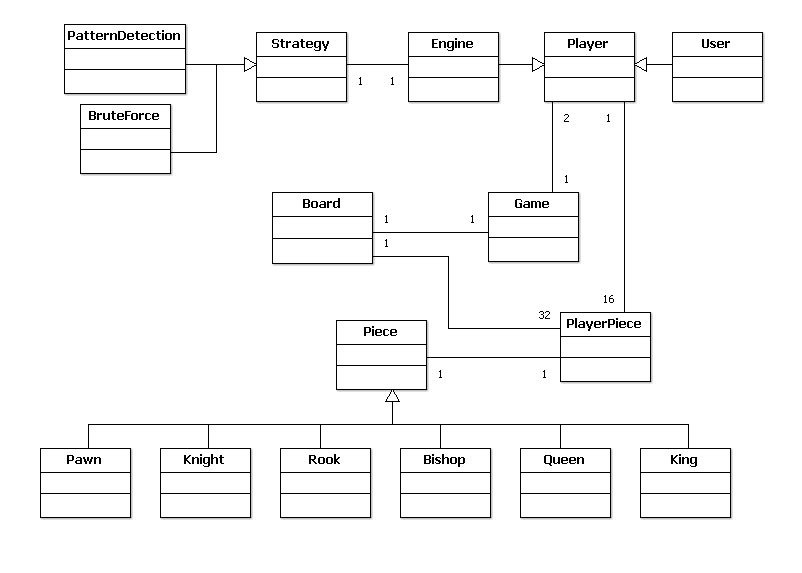 PatternDetection
Strategy
Engine
Player
User
1
1
BruteForce
2
1
1
Board
Game
1
1
1
16
32
PlayerPiece
Piece
1
1
Pawn
Knight
Rook
Bishop
Queen
King